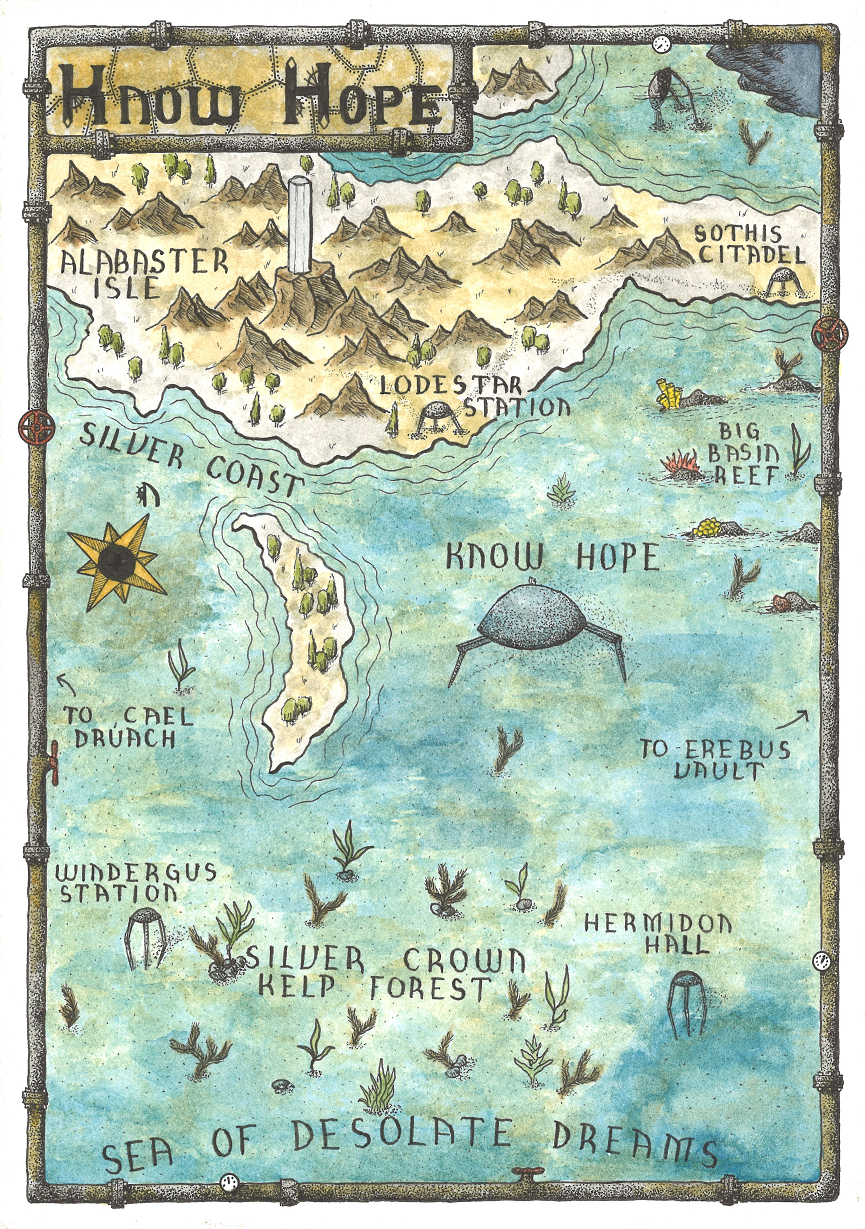 KNOW HOPE
SOTHIS
CITADEL
ALABASTER
ISLE
LODESTAR
STATION
SILVER COAST
BIG
BASIN
REEF
N
KNOW HOPE
TO CAEL
DRUACH
TO EREBUS
VAULT
WINDERGUS
STATION
HERMIDON
HALL
SILVER CROWN
KELP FOREST
SEA OF DESOLATE DREAMS